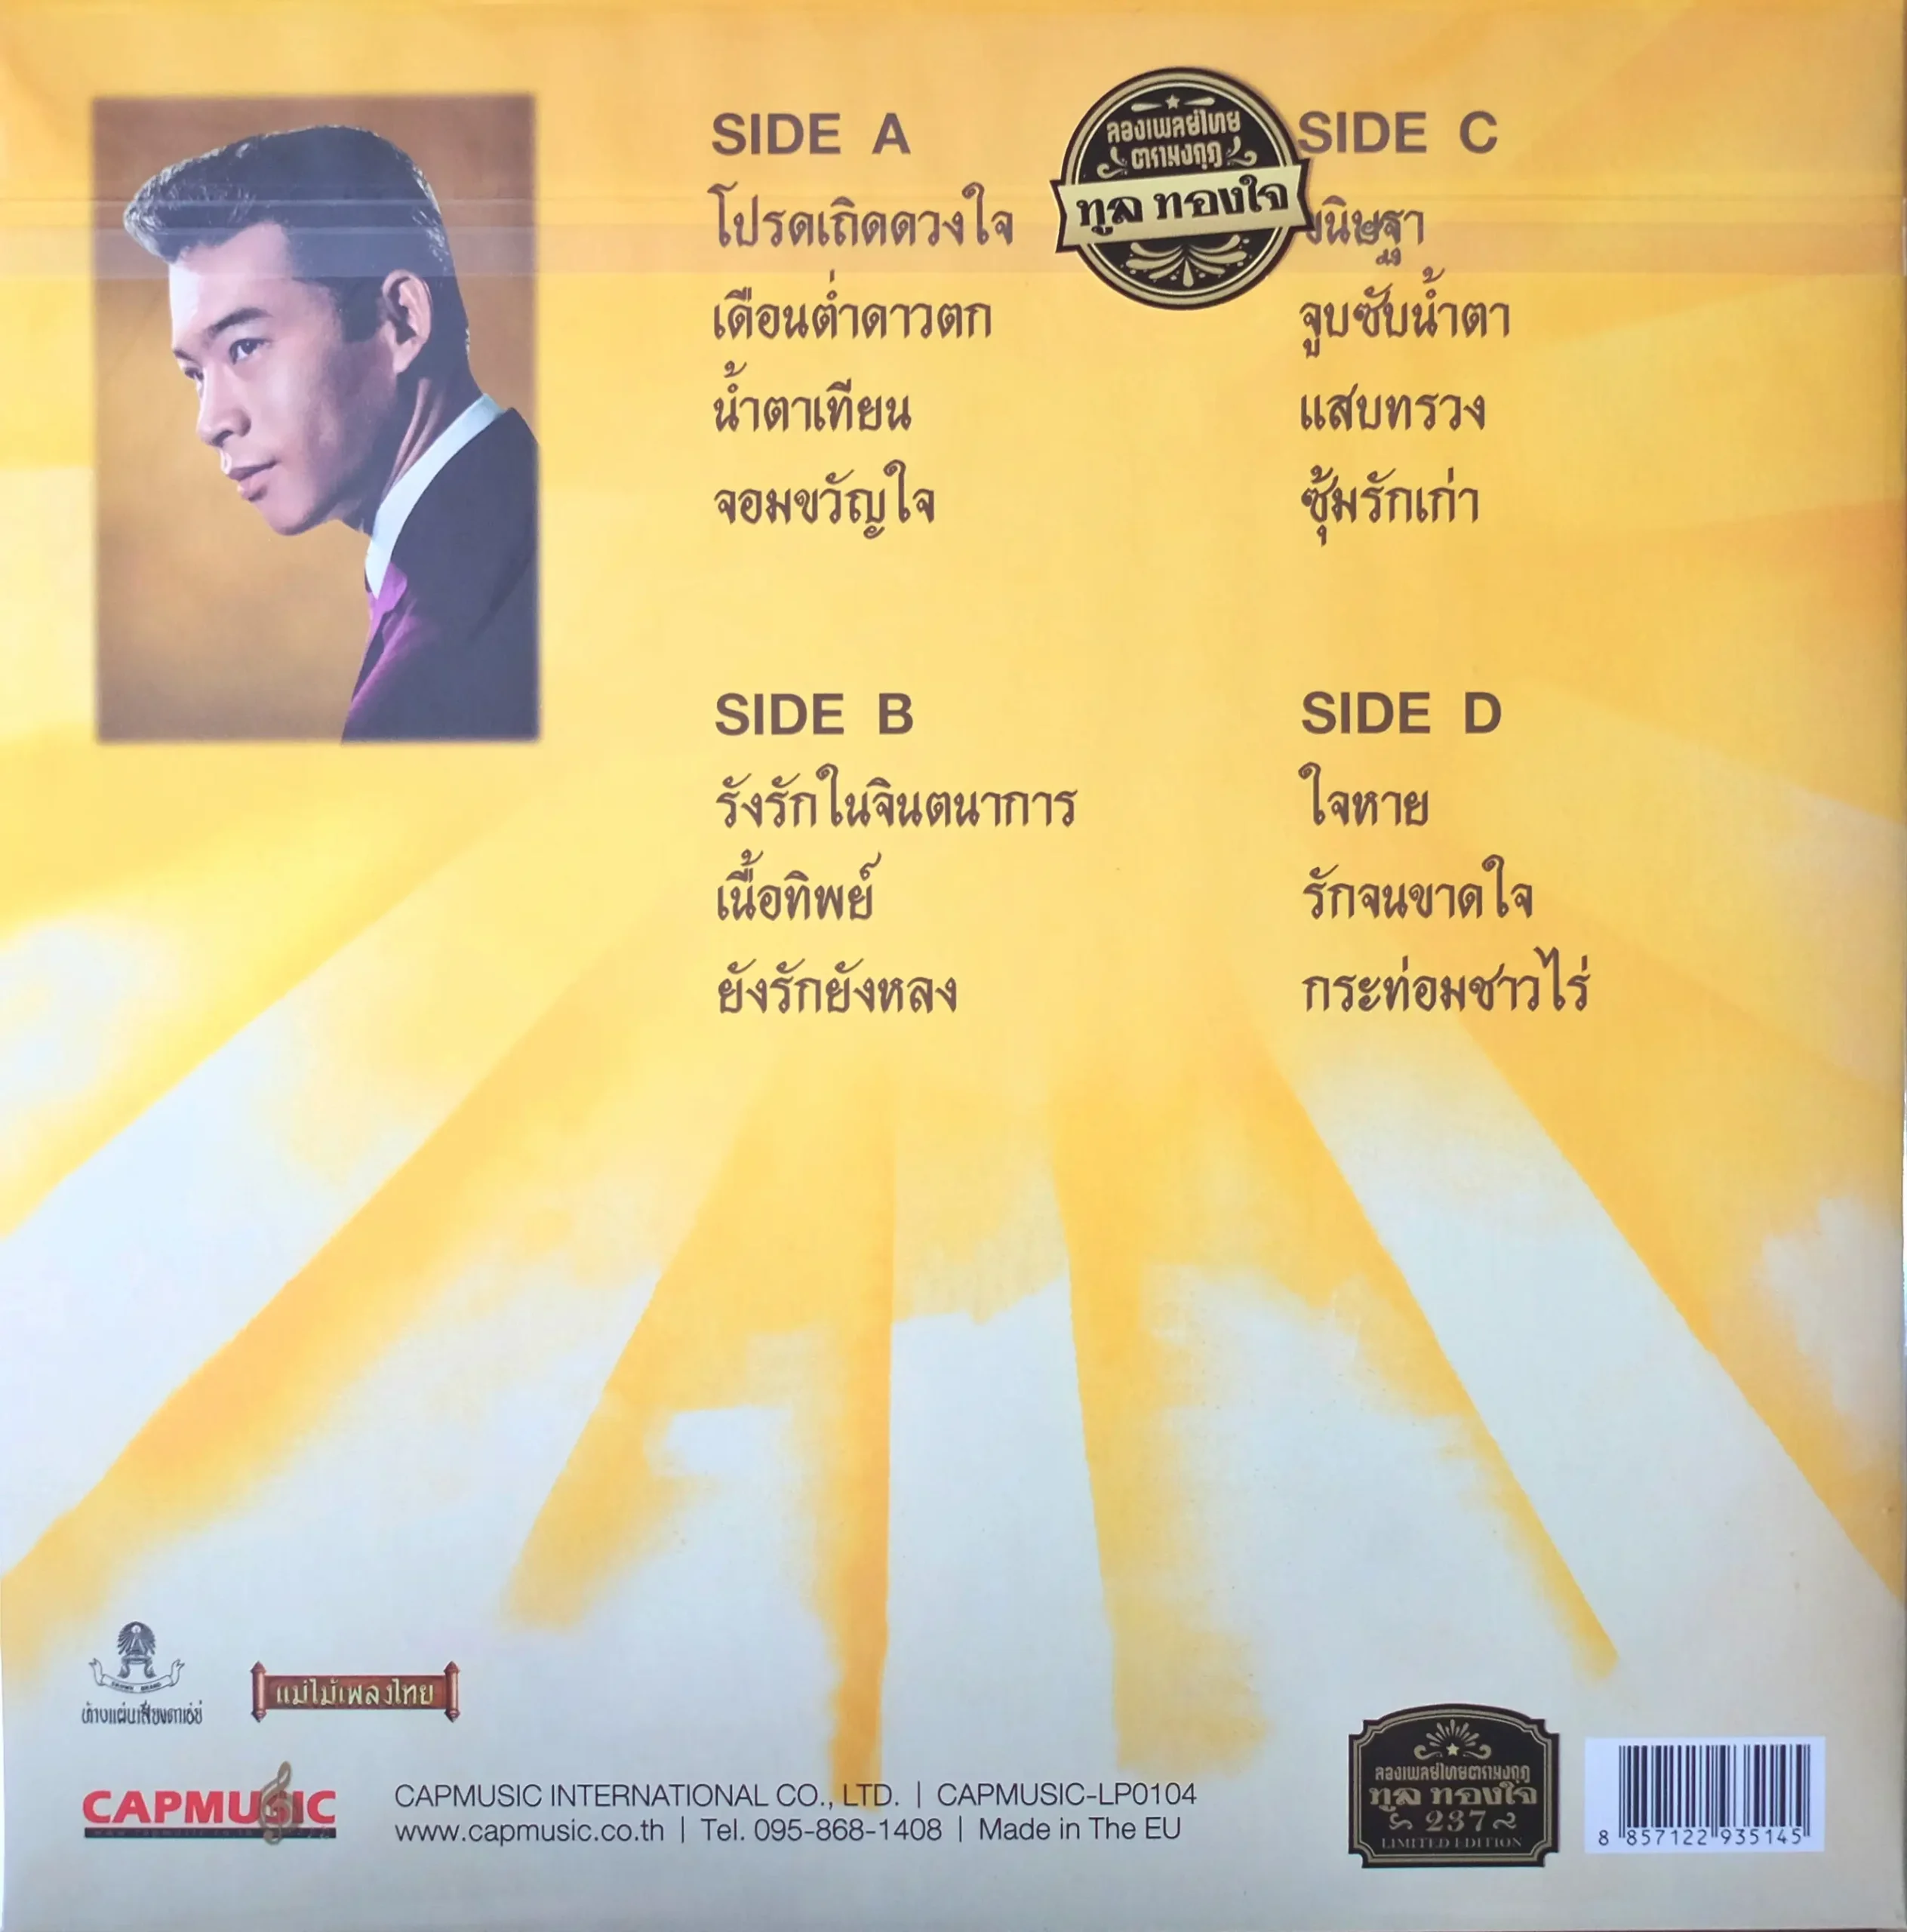 SIDE A
โปรดเถิดดวงใจ
เดือนต่ำดาวตก
น้ำตาเทียน
จอมขวัญใจ
ลองเพลย์ไทย
ตรามงกุฎ
ทูล ทองใจ
SIDE C
นิษฐา
จูบซับน้ำตา
แสบทรวง
ซุ้มรักเก่า
SIDE B
รังรักในจินตนาการ
เนื้อทิพย์
ยังรักยังหลง
SIDE D
ใจหาย
รักจนขาดใจ
กระท่อมชาวไร่
CROWN BRAND
ห้างแผ่นเสียงตาเฮ่ย์
แม่ไม้เพลงไทย
CAPMUSIC
CAPMUSIC INTERNATIONAL CO., LTD. | CAPMUSIC-LP0104
www.capmusic.co.th | Tel. 095-868-1408 | Made in The EU
ลองเพลย์ไทยตรามงกุฎ
ทูล ทองใจ
237
LIMITED EDITION
8 857122 935145